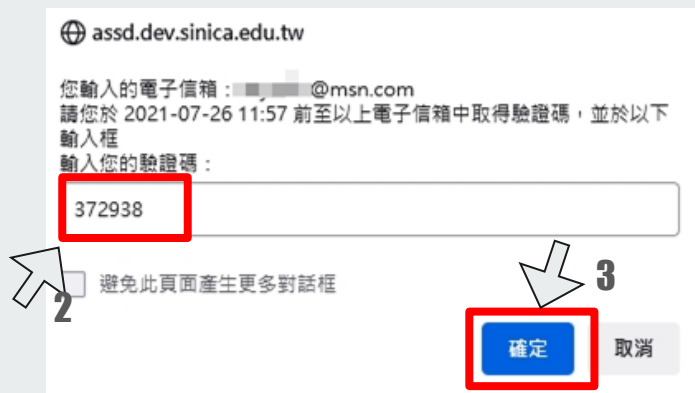 assd.dev.sinica.edu.tw
您輸入的電子信箱：@msn.com
請您於 2021-07-26 11:57 前至以上電子信箱中取得驗證碼，並於以下
輸入框
輸入您的驗證碼：
372938
避免此頁面產生更多對話框
2
3
確定
取消